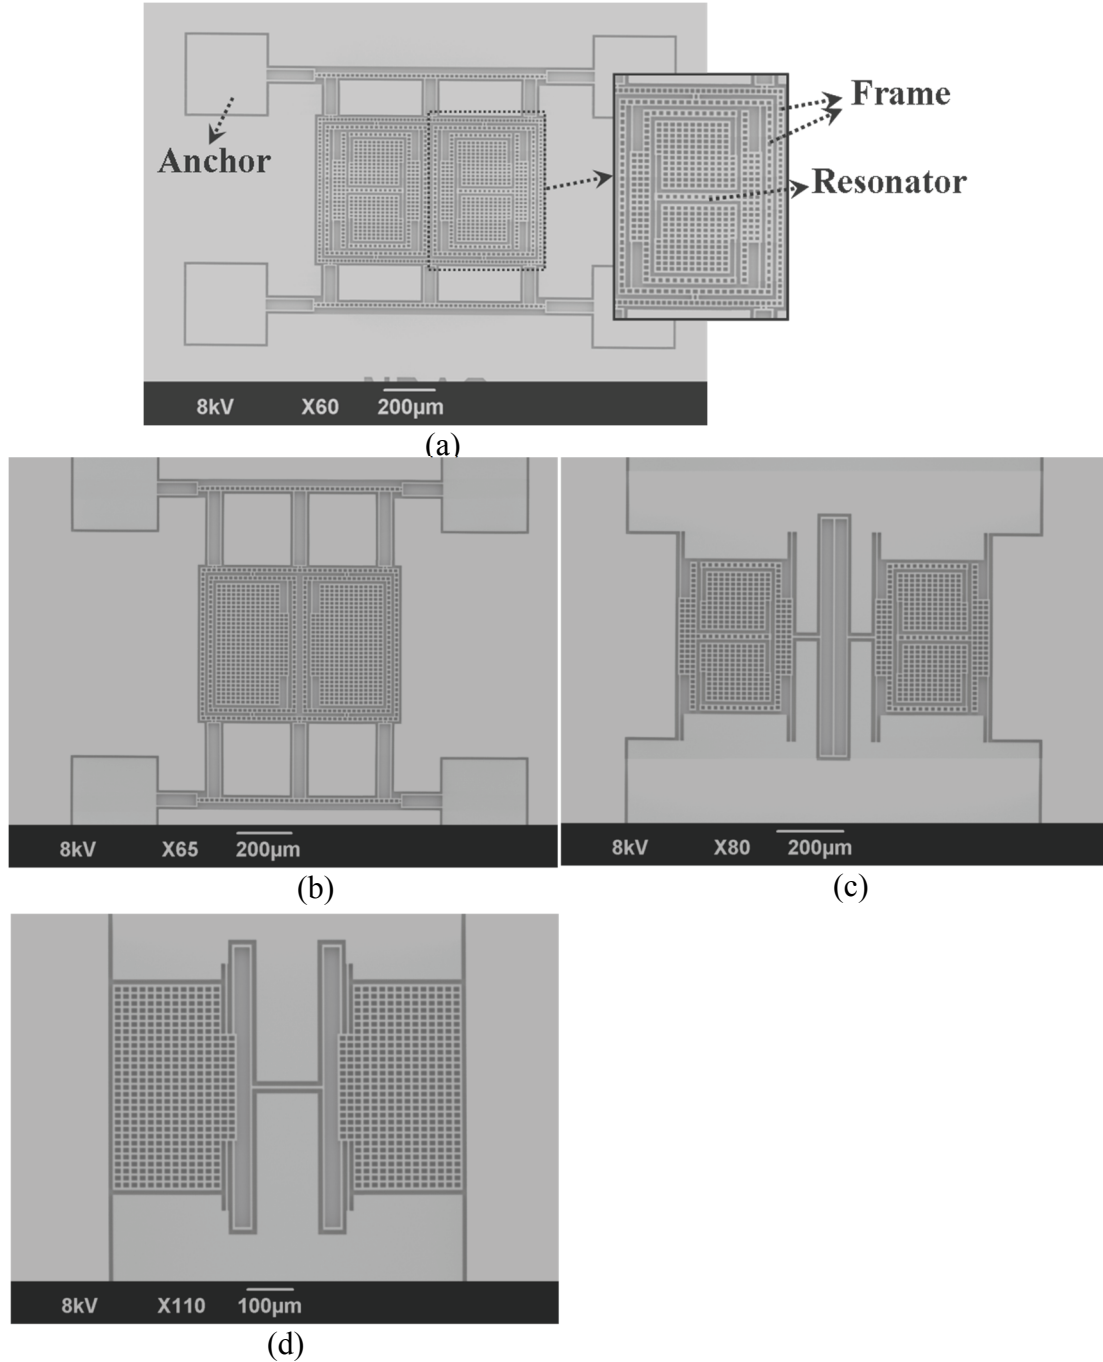 Anchor
Frame
Resonator
8kV X60 200µm
(a)
8kV X65 200µm
(b)
8kV X80 200µm
(c)
8kV X110 100µm
(d)